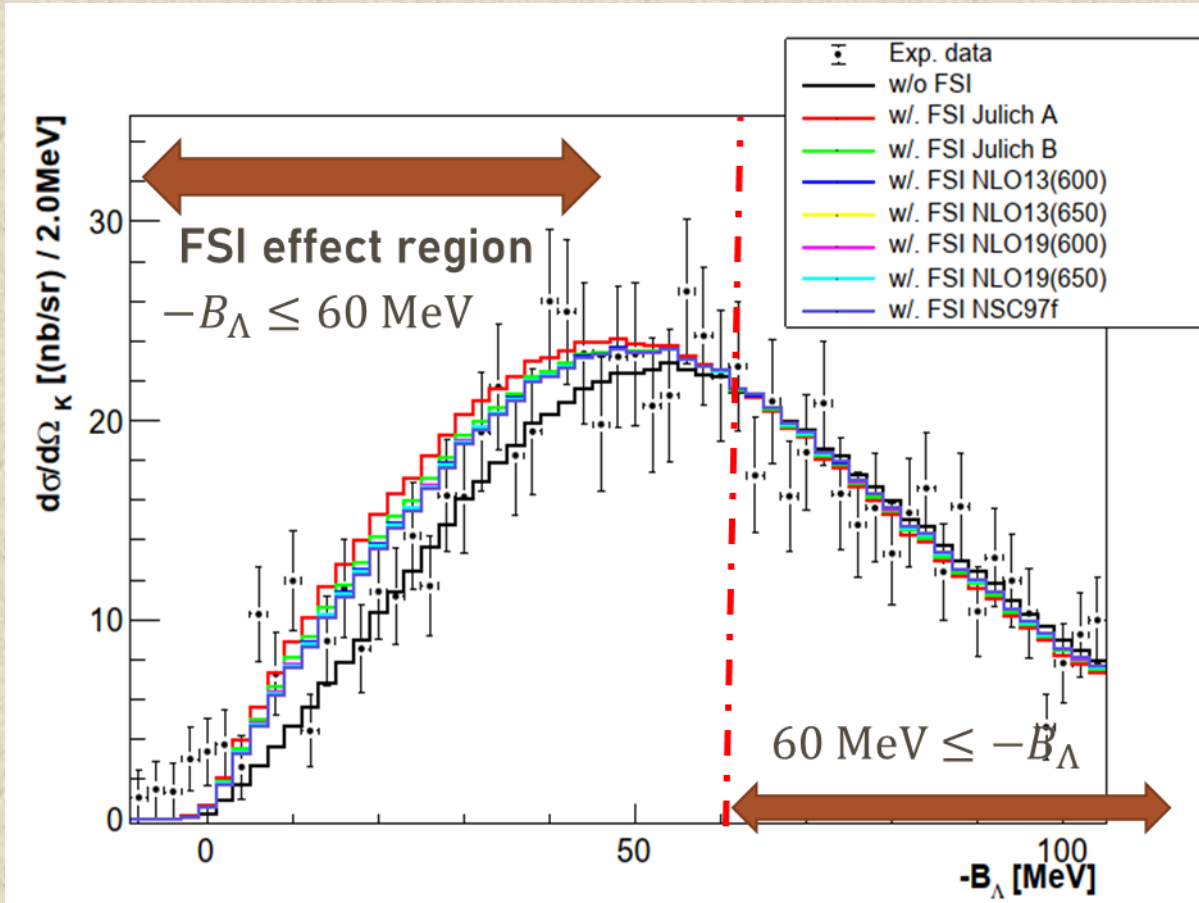 Exp. data
w/o FSI
w/. FSI Julich A
w/. FSI Julich B
w/. FSI NLO13(600)
w/. FSI NLO13(650)
w/. FSI NLO19(600)
w/. FSI NLO19(650)
w/. FSI NSC97f
dσ/dΩ_K [(nb/sr) / 2.0MeV]
30
20
10
0
FSI effect region
−B_Λ ≤ 60 MeV
60 MeV ≤ −B_Λ
0
50
100
-B_Λ [MeV]